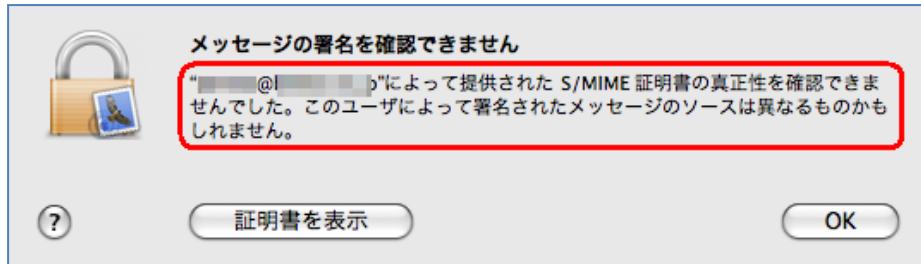 メッセージの署名を確認できません
“@"によって提供された S/MIME 証明書の真正性を確認できま
せんでした。このユーザによって署名されたメッセージのソースは異なるものかも
しれません。
?
証明書を表示
OK